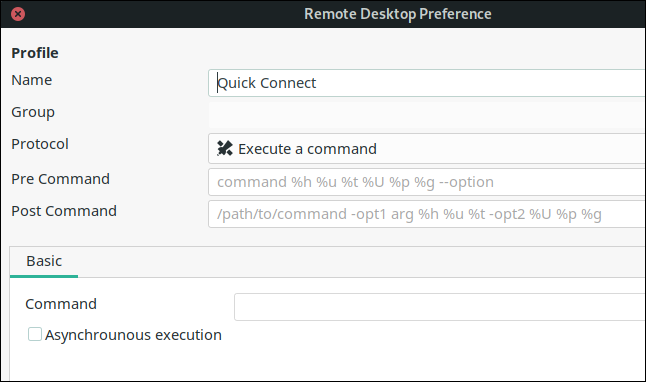 Remote Desktop Preference
Profile
Name Quick Connect
Group
Protocol Execute a command
Pre Command command %h %u %t %U %p %g --option
Post Command /path/to/command -opt1 arg %h %u %t -opt2 %U %p %g
Basic
Command
Asynchrounous execution